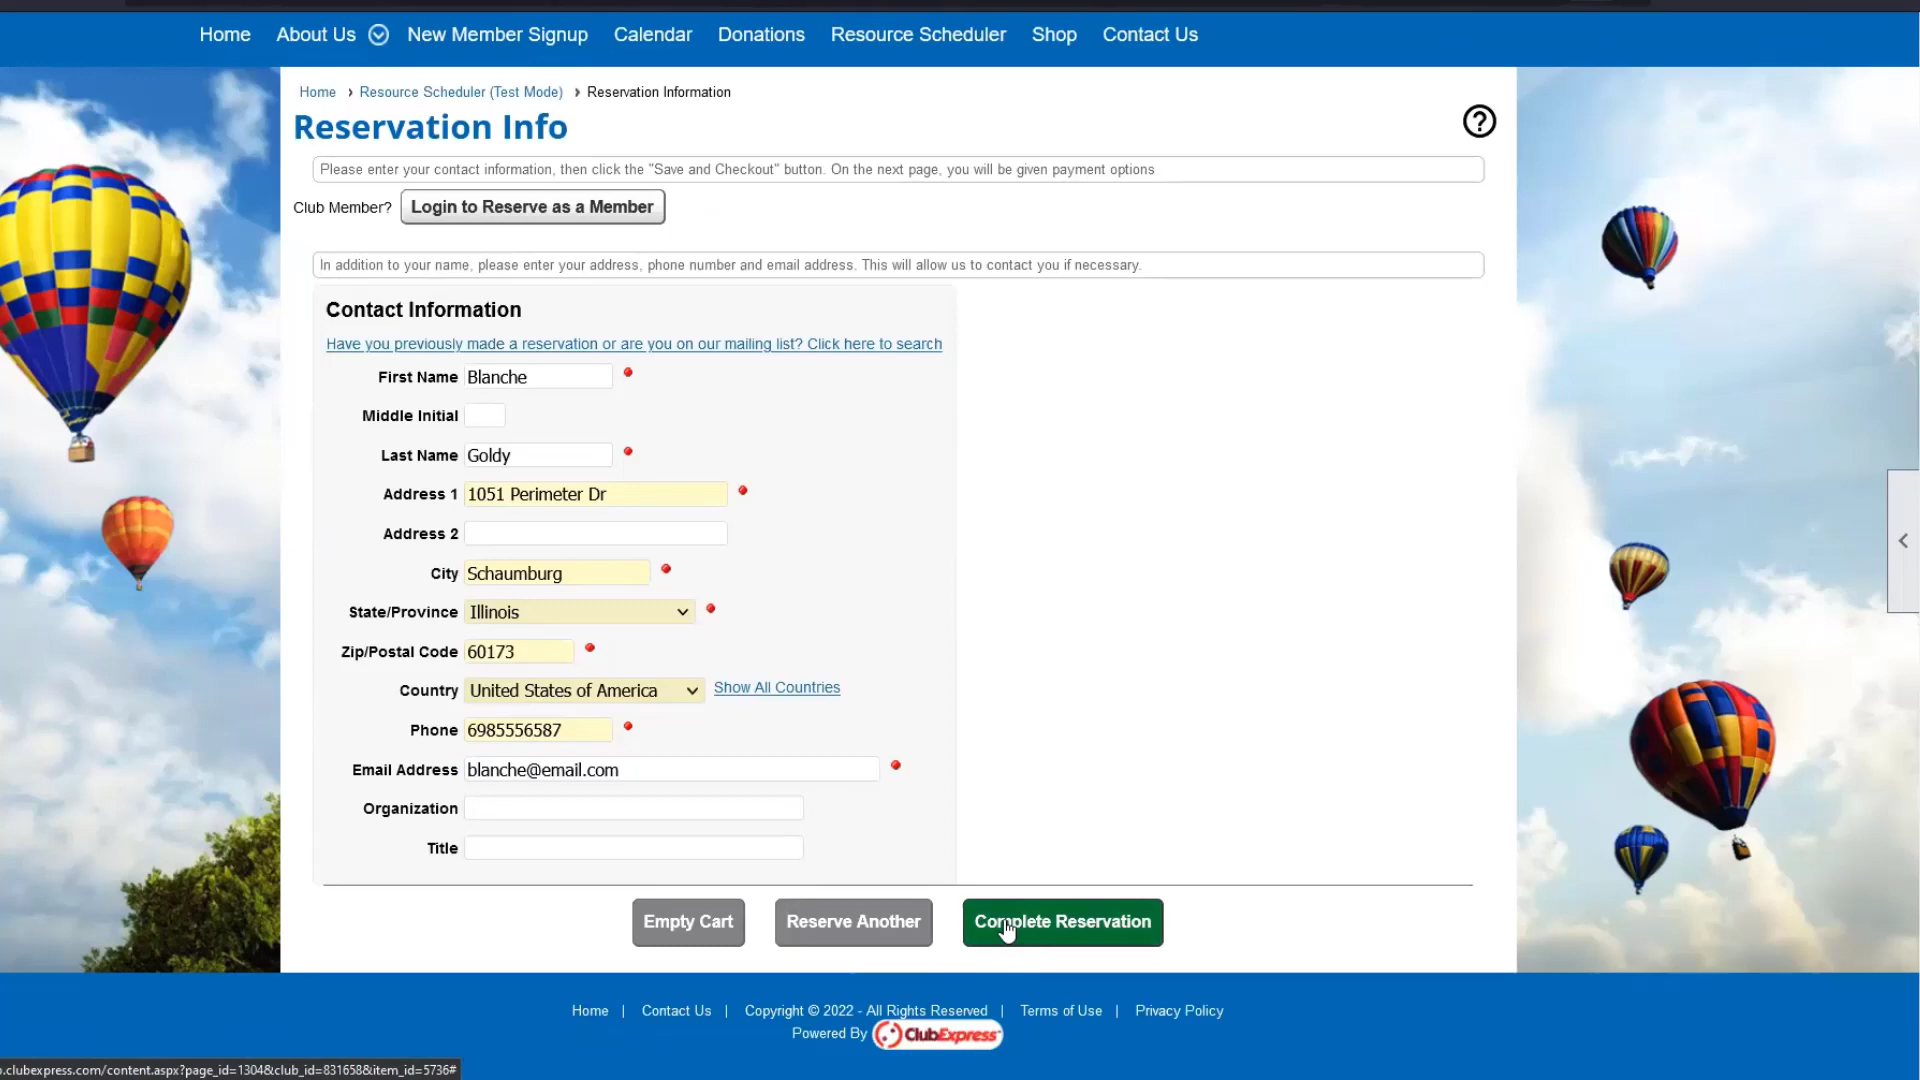 Home About Us New Member Signup Calendar Donations Resource Scheduler Shop Contact Us
Home › Resource Scheduler (Test Mode) › Reservation Information
Reservation Info
?
Please enter your contact information, then click the "Save and Checkout" button. On the next page, you will be given payment options
Club Member? Login to Reserve as a Member
In addition to your name, please enter your address, phone number and email address. This will allow us to contact you if necessary.
Contact Information
Have you previously made a reservation or are you on our mailing list? Click here to search
First Name Blanche
Middle Initial
Last Name Goldy
Address 1 1051 Perimeter Dr
Address 2
City Schaumburg
State/Province Illinois
Zip/Postal Code 60173
Country United States of America Show All Countries
Phone 6985556587
Email Address blanche@email.com
Organization
Title
Empty Cart Reserve Another Complete Reservation
Home | Contact Us | Copyright © 2022 - All Rights Reserved | Terms of Use | Privacy Policy
Powered By ClubExpress
.clubexpress.com/content.aspx?page_id=1304&club_id=831658&item_id=5736#